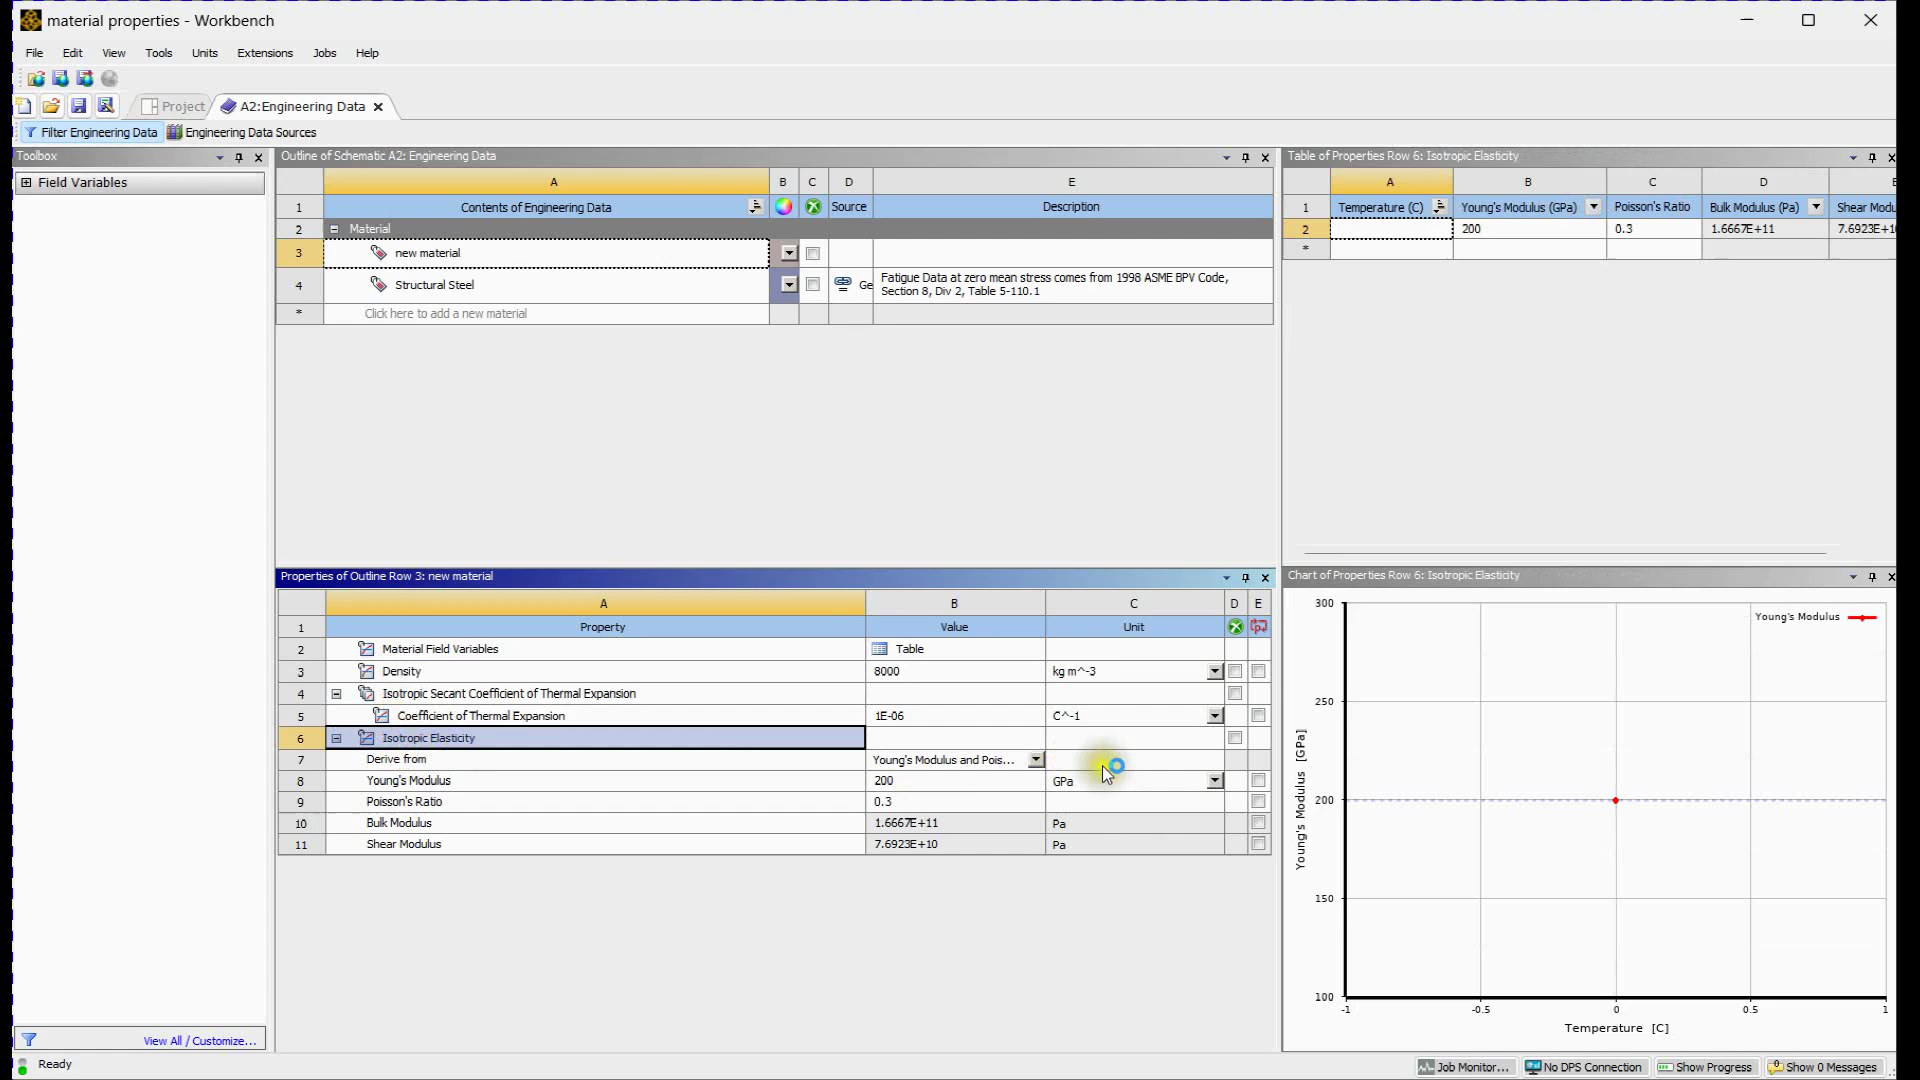 material properties - Workbench
File Edit View Tools Units Extensions Jobs Help
Project A2:Engineering Data
Filter Engineering Data Engineering Data Sources
Toolbox
Field Variables
View All / Customize...
Outline of Schematic A2: Engineering Data
A B C D E
1 Contents of Engineering Data Source Description
2 Material
3 new material
4 Structural Steel Ge Fatigue Data at zero mean stress comes from 1998 ASME BPV Code,
Section 8, Div 2, Table 5-110.1
* Click here to add a new material
Table of Properties Row 6: Isotropic Elasticity
A B C D
1 Temperature (C) Young's Modulus (GPa) Poisson's Ratio Bulk Modulus (Pa) Shear Modu
2 200 0.3 1.6667E+11 7.6923E+1
*
Properties of Outline Row 3: new material
A B C D E
1 Property Value Unit
2 Material Field Variables Table
3 Density 8000 kg m^-3
4 Isotropic Secant Coefficient of Thermal Expansion
5 Coefficient of Thermal Expansion 1E-06 C^-1
6 Isotropic Elasticity
7 Derive from Young's Modulus and Pois...
8 Young's Modulus 200 GPa
9 Poisson's Ratio 0.3
10 Bulk Modulus 1.6667E+11 Pa
11 Shear Modulus 7.6923E+10 Pa
Chart of Properties Row 6: Isotropic Elasticity
Young's Modulus
300
250
200
150
100
Young's Modulus [GPa]
-1 -0.5 0 0.5 1
Temperature [C]
Ready
Job Monitor... No DPS Connection Show Progress Show 0 Messages